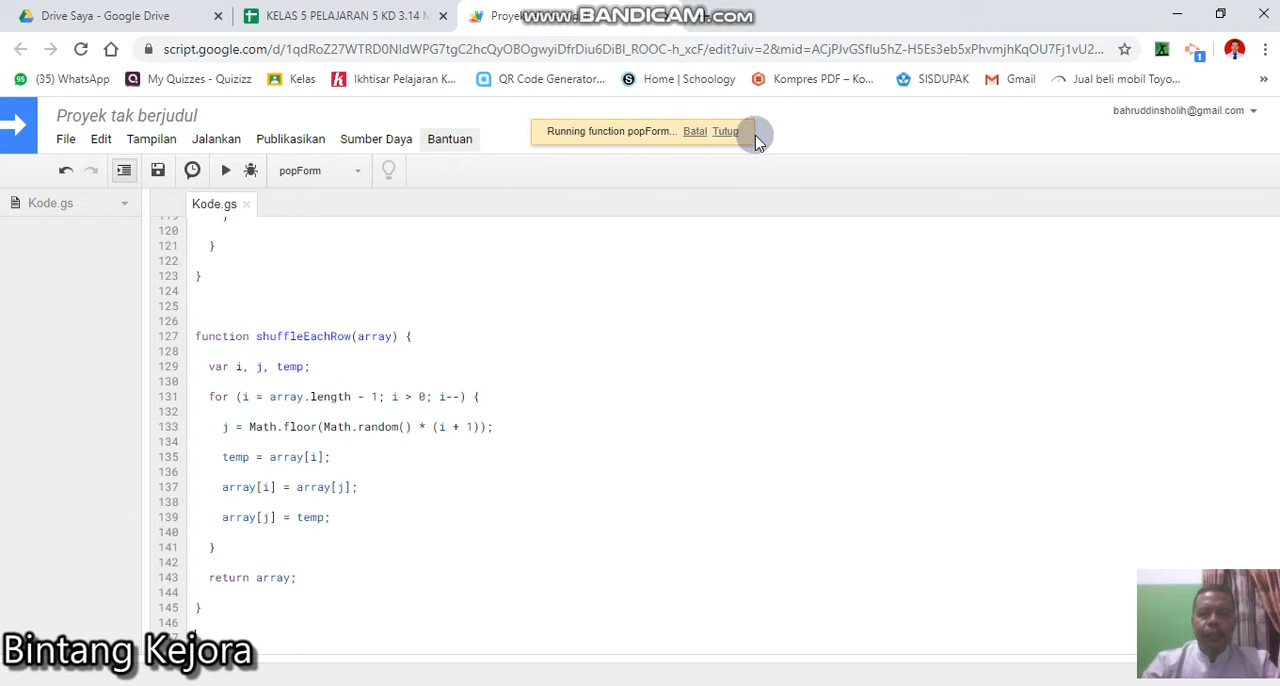 Drive Saya - Google Drive
KELAS 5 PELAJARAN 5 KD 3.14 M
Proye
www.BANDICAM.com
script.google.com/d/1qdRoZ27WTRD0NIdWPG7tgC2hcQyOBOgwyiDfrDiu6DiBl_ROOC-h_xcF/edit?uiv=2&mid=ACjPJvGSflu5hZ-H5Es3eb5xPhvmjhKqOU7Fj1vU2...
(35) WhatsApp
My Quizzes - Quizizz
Kelas
Ikhtisar Pelajaran K...
QR Code Generator...
Home | Schoology
Kompres PDF – Ko...
SISDUPAK
Gmail
Jual beli mobil Toyo...
»
Proyek tak berjudul
bahruddinsholih@gmail.com
Running function popForm... Batal Tutup
File Edit Tampilan Jalankan Publikasikan Sumber Daya Bantuan
popForm
Kode.gs
Kode.gs
120
121 }
122
123 }
124
125
126
127 function shuffleEachRow(array) {
128
129 var i, j, temp;
130
131 for (i = array.length - 1; i > 0; i--) {
132
133 j = Math.floor(Math.random() * (i + 1));
134
135 temp = array[i];
136
137 array[i] = array[j];
138
139 array[j] = temp;
140
141 }
142
143 return array;
144
145 }
146
Bintang Kejora